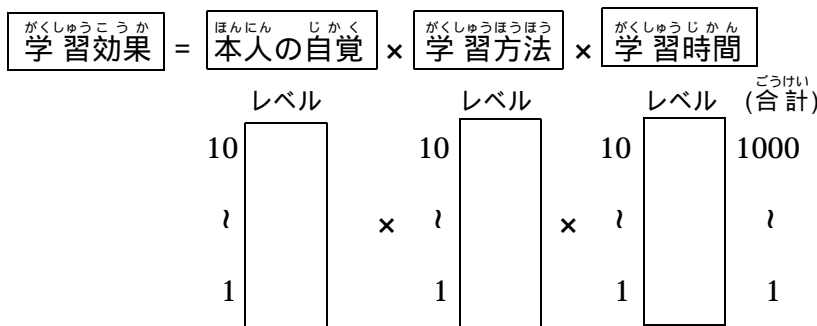 がくしゅうこうか ほんにん じかく がくしゅうほうほう がくしゅうじかん
学習効果 = 本人の自覚 × 学習方法 × 学習時間
ごうけい
レベル レベル レベル (合計)
10 10 10 1000
~ × ~ × ~ ~
1 1 1 1